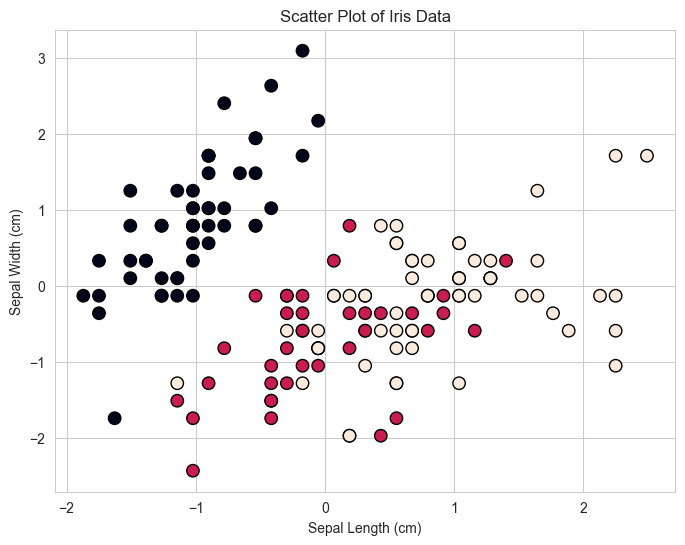 Scatter Plot of Iris Data
3
2
1
0
−1
−2
Sepal Width (cm)
−2 −1 0 1 2
Sepal Length (cm)